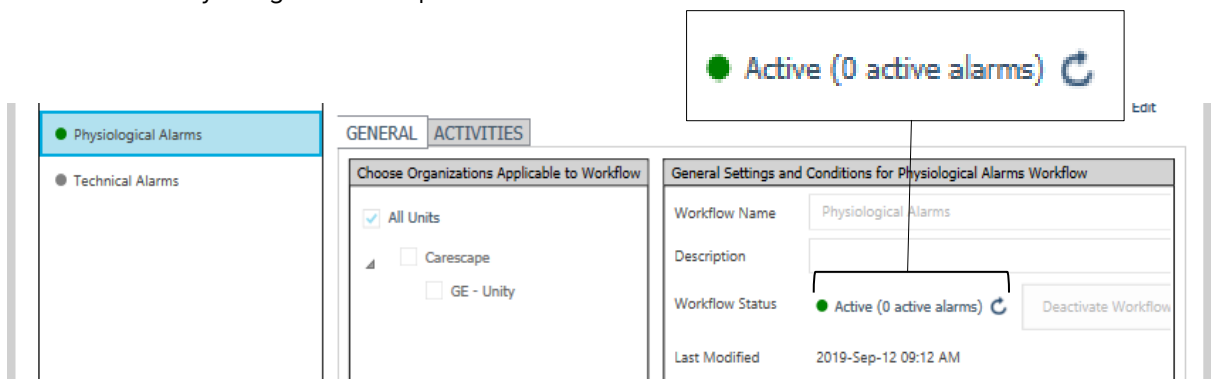 Active (0 active alarms)
Edit
Physiological Alarms
Technical Alarms
GENERAL ACTIVITIES
Choose Organizations Applicable to Workflow
All Units
Carescape
GE - Unity
General Settings and Conditions for Physiological Alarms Workflow
Workflow Name Physiological Alarms
Description
Workflow Status Active (0 active alarms) Deactivate Workflow
Last Modified 2019-Sep-12 09:12 AM